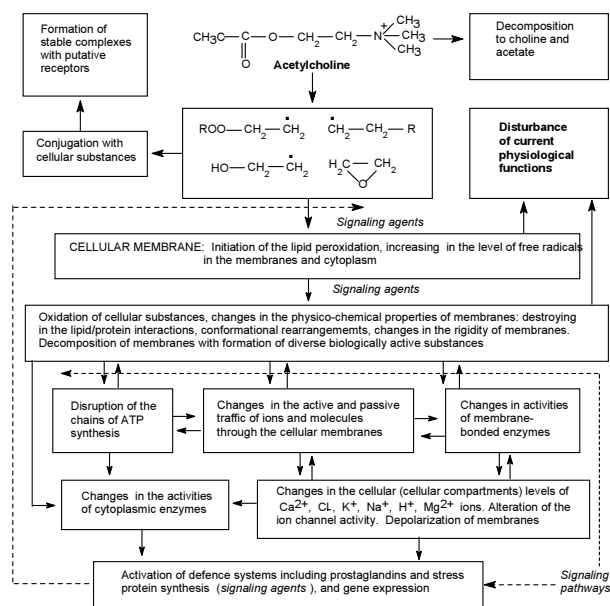 Formation of
stable complexes
with putative
receptors
CH₃C—O—CH₂—CH₂—N⁺—CH₃
O
CH₃
CH₃
Acetylcholine
Decomposition
to choline and
acetate
Conjugation with
cellular substances
ROO—CH₂—ĊH₂
ĊH₂—CH₂—CH₂—R
HO—CH₂—ĊH₂
H₂C—CH₂
O
Disturbance
of current
physiological
functions
Signaling agents
CELLULAR MEMBRANE: Initiation of the lipid peroxidation, increasing in the level of free radicals
in the membranes and cytoplasm
Signaling agents
Oxidation of cellular substances, changes in the physico-chemical properties of membranes: destroying
in the lipid/protein interactions, conformational rearrangememts, changes in the rigidity of membranes.
Decomposition of membranes with formation of diverse biologically active substances
Disruption of the
chains of ATP
synthesis
Changes in the active and passive
traffic of ions and molecules
through the cellular membranes
Changes in activities
of membrane-
bonded enzymes
Changes in the activities
of cytoplasmic enzymes
Changes in the cellular (cellular compartments) levels of
Ca²⁺, CL, K⁺, Na⁺, H⁺, Mg²⁺ ions. Alteration of the
ion channel activity. Depolarization of membranes
Activation of defence systems including prostaglandins and stress
protein synthesis (signaling agents ), and gene expression
Signaling
pathways